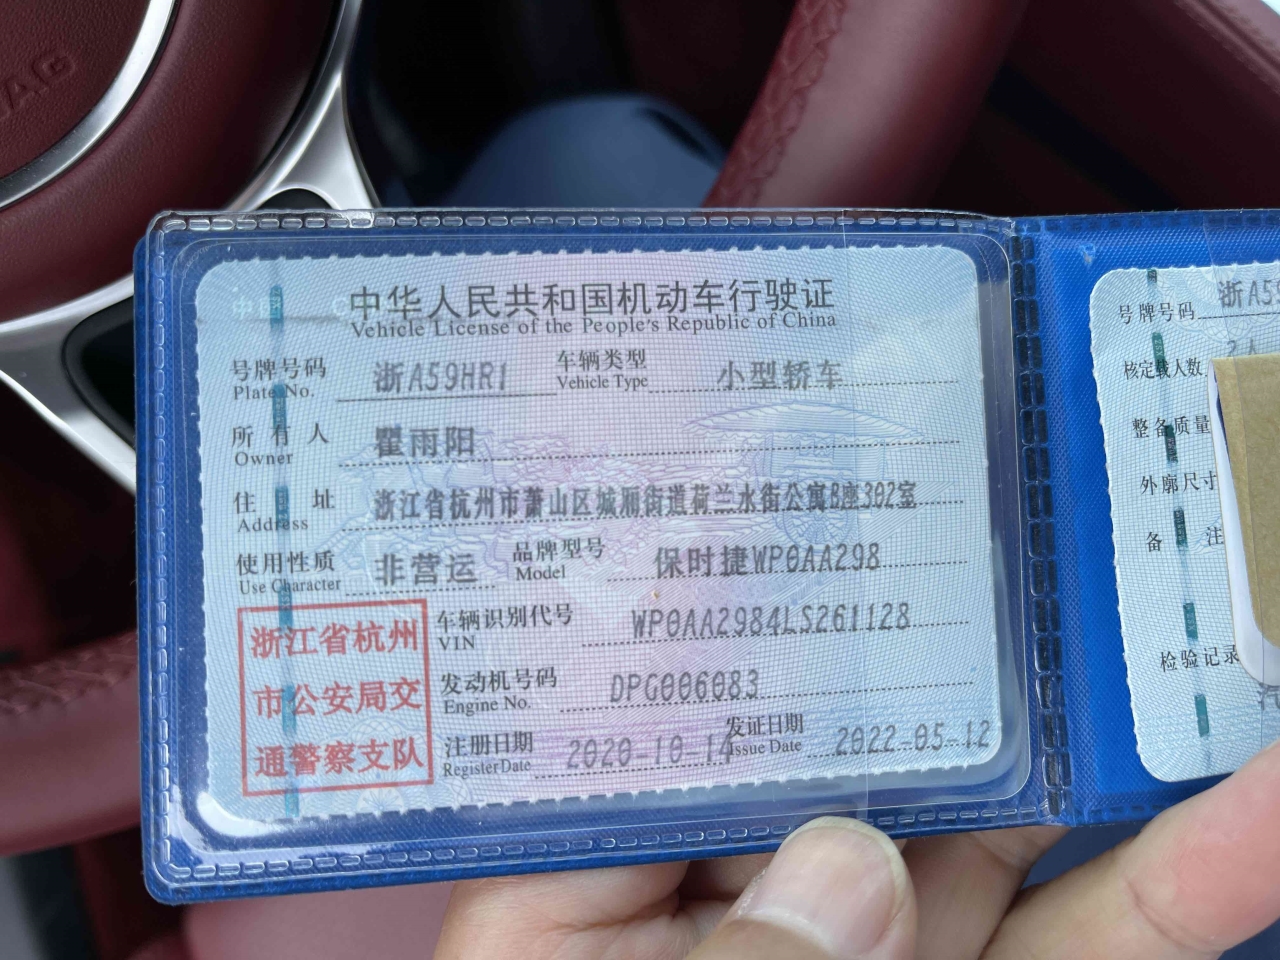 中华人民共和国机动车行驶证
Vehicle License of the People's Republic of China
号牌号码 浙A59HR1 车辆类型 小型轿车
Plate No. Vehicle Type
所有人 瞿雨阳
Owner
住址 浙江省杭州市萧山区城厢街道荷兰水街公寓B座302室
Address
使用性质 非营运 品牌型号 保时捷WP0AA298
Use Character Model
浙江省杭州
市公安局交
通警察支队
车辆识别代号 WP0AA2984LS261128
VIN
发动机号码 DPG006083
Engine No.
注册日期 2020-10-14 发证日期 2022-05-12
Register Date Issue Date
号牌号码 浙A59
核定载人数 2人
整备质量
外廓尺寸
备注
检验记录